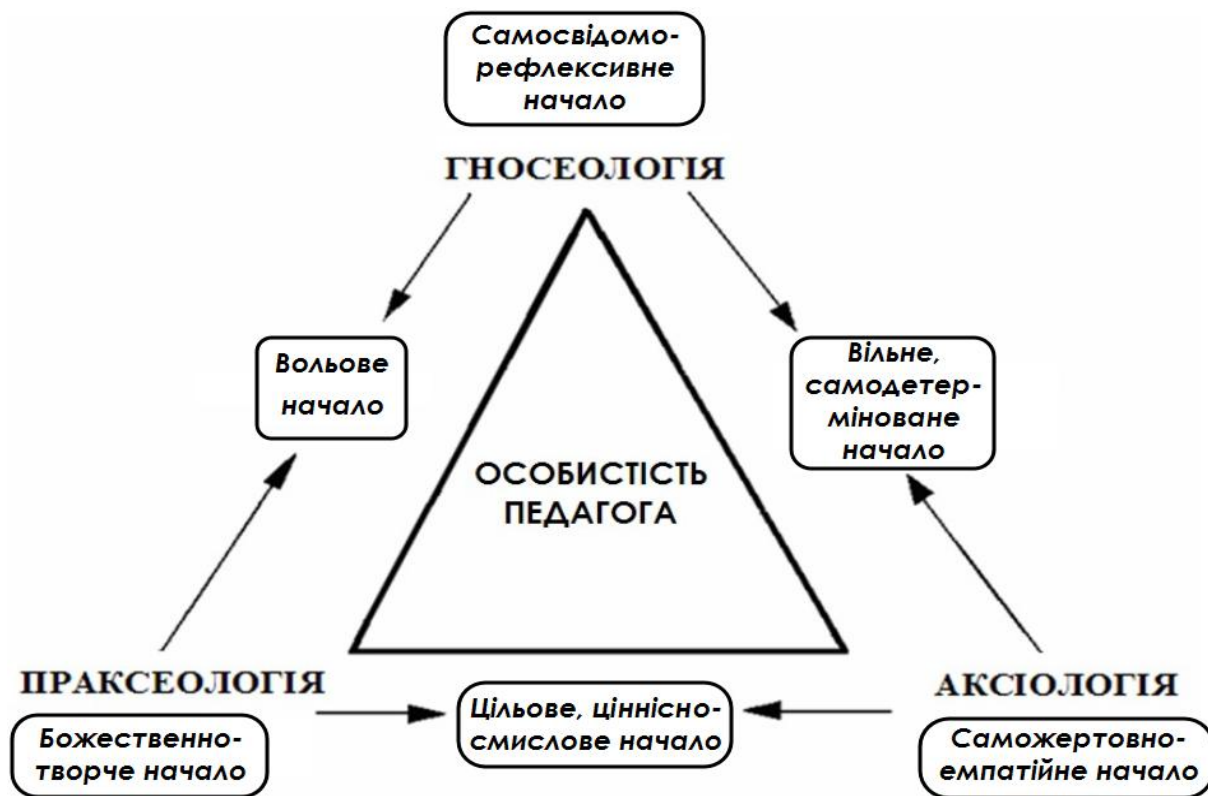 Самосвідомо-
рефлексивне
начало
ГНОСЕОЛОГІЯ
Вольове
начало
Вільне,
самодетер-
міноване
начало
ОСОБИСТІСТЬ
ПЕДАГОГА
ПРАКСЕОЛОГІЯ
Божественно-
творче начало
Цільове, ціннісно-
смислове начало
АКСІОЛОГІЯ
Саможертовно-
емпатійне начало